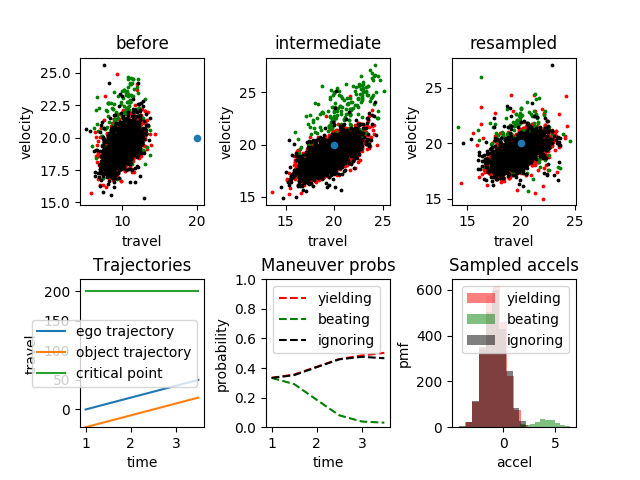 before
intermediate
resampled
25.0
22.5
20.0
17.5
15.0
10
20
velocity
travel
25
20
15
15
20
25
velocity
travel
25
20
15
15
20
25
velocity
travel
Trajectories
Maneuver probs
Sampled accels
200
150
100
50
0
1
2
3
travel
time
ego trajectory
object trajectory
critical point
1.0
0.8
0.6
0.4
0.2
0.0
1
2
3
probability
time
yielding
beating
ignoring
600
400
200
0
0
5
pmf
accel
yielding
beating
ignoring